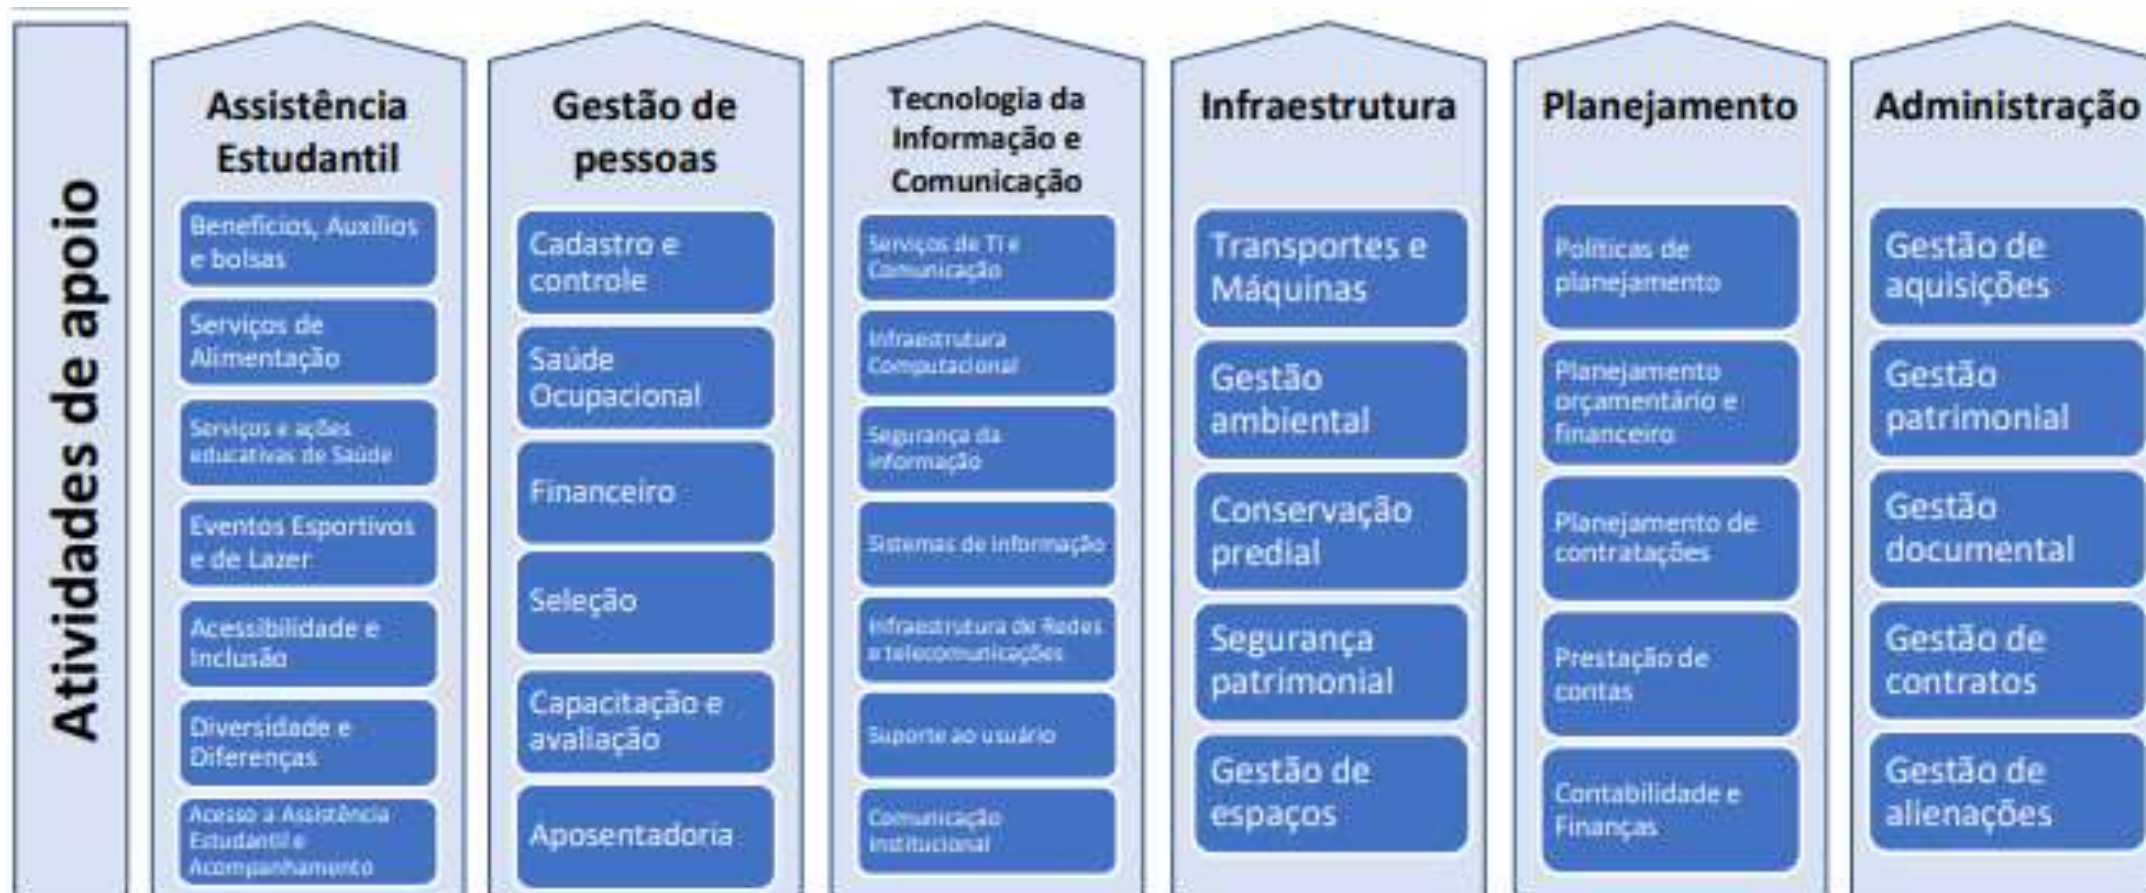 Atividades de apoio
Assistência
Estudantil
Benefícios, Auxílios
e bolsas
Serviços de
Alimentação
Serviços e ações
educativas de Saúde
Eventos Esportivos
e de Lazer
Acessibilidade e
Inclusão
Diversidade e
Diferenças
Acesso a Assistência
Estudantil e
Acompanhamento
Gestão de
pessoas
Cadastro e
controle
Saúde
Ocupacional
Financeiro
Seleção
Capacitação e
avaliação
Aposentadoria
Tecnologia da
Informação e
Comunicação
Serviços de TI e
Comunicação
Infraestrutura
Computacional
Segurança da
informação
Sistemas de informação
Infraestrutura de Redes
e telecomunicações
Suporte ao usuário
Comunicação
institucional
Infraestrutura
Transportes e
Máquinas
Gestão
ambiental
Conservação
predial
Segurança
patrimonial
Gestão de
espaços
Planejamento
Políticas de
planejamento
Planejamento
orçamentário e
financeiro
Planejamento de
contratações
Prestação de
contas
Contabilidade e
Finanças
Administração
Gestão de
aquisições
Gestão
patrimonial
Gestão
documental
Gestão de
contratos
Gestão de
alienações